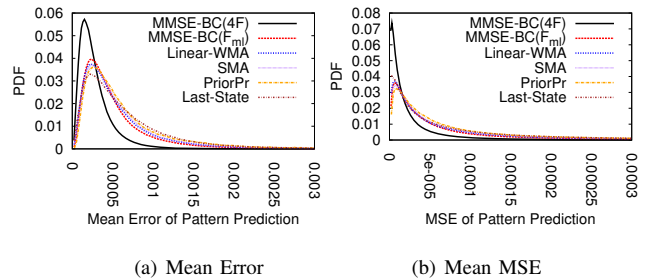 0.06
0.05
0.04
0.03
0.02
0.01
0
PDF
MMSE-BC(4F)
MMSE-BC(Fml)
Linear-WMA
SMA
PriorPr
Last-State
0
0.0005
0.001
0.0015
0.002
0.0025
0.003
Mean Error of Pattern Prediction
(a) Mean Error
0.08
0.07
0.06
0.05
0.04
0.03
0.02
0.01
0
PDF
MMSE-BC(4F)
MMSE-BC(Fml)
Linear-WMA
SMA
PriorPr
Last-State
0
5e-005
0.0001
0.00015
0.0002
0.00025
0.0003
MSE of Pattern Prediction
(b) Mean MSE